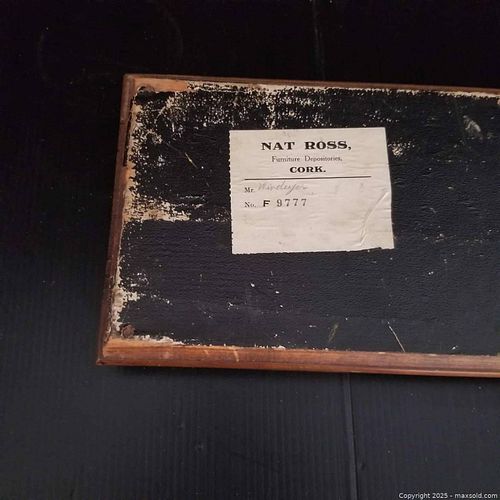 NAT ROSS,
Furniture Depositories,
CORK.
Mr.
No. F 9777
Copyright © 2025 - maxsold.com